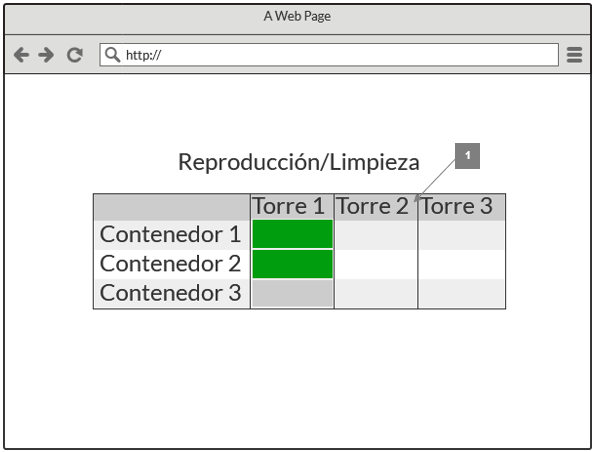 A Web Page
http://
Reproducción/Limpieza
1
Torre 1 Torre 2 Torre 3
Contenedor 1
Contenedor 2
Contenedor 3